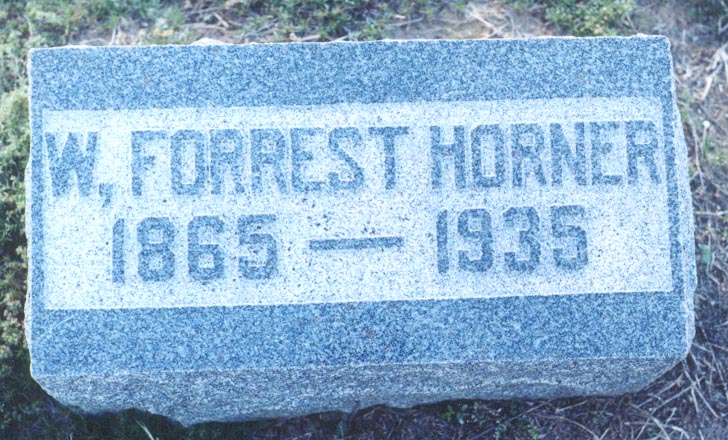 W, FORREST HORNER
1865 — 1935